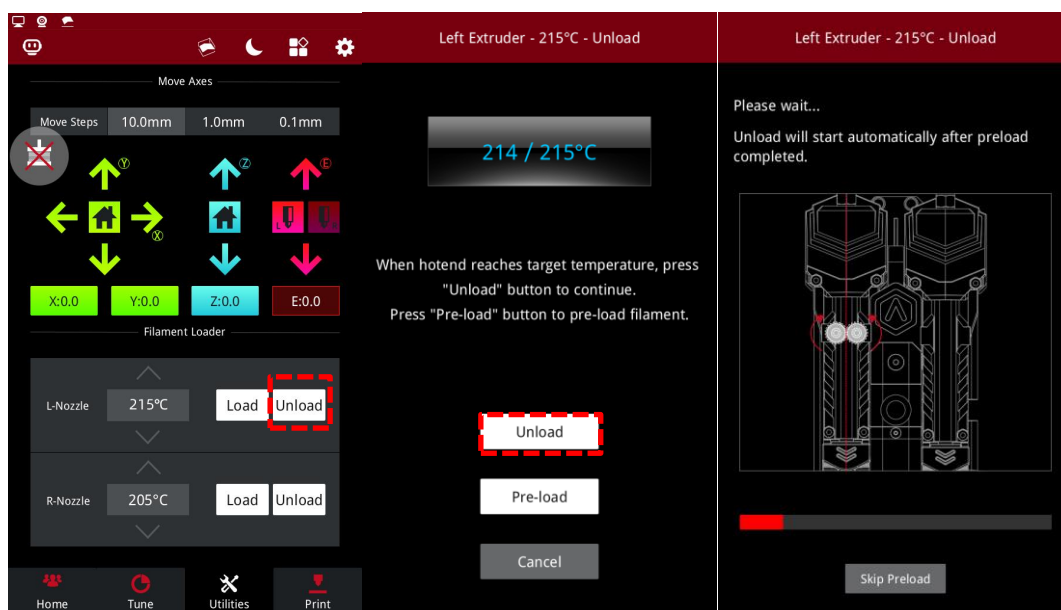 Move Axes
Move Steps 10.0mm 1.0mm 0.1mm
Y Z E
X
L
X:0.0 Y:0.0 Z:0.0 E:0.0
Filament Loader
L-Nozzle 215℃ Load Unload
R-Nozzle 205°C Load Unload
Home Tune Utilities Print
Left Extruder - 215°C - Unload
214 / 215°C
When hotend reaches target temperature, press
"Unload" button to continue.
Press "Pre-load" button to pre-load filament.
Unload
Pre-load
Cancel
Left Extruder - 215°C - Unload
Please wait...
Unload will start automatically after preload
completed.
Skip Preload